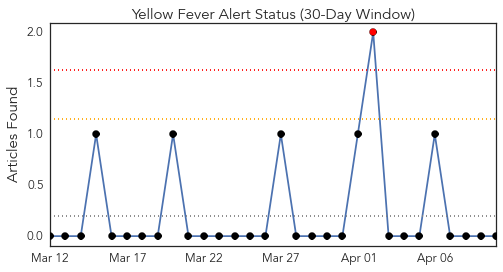 Yellow Fever Alert Status (30-Day Window)
Articles Found
2.0
1.5
1.0
0.5
0.0
Mar 12 Mar 17 Mar 22 Mar 27 Apr 01 Apr 06